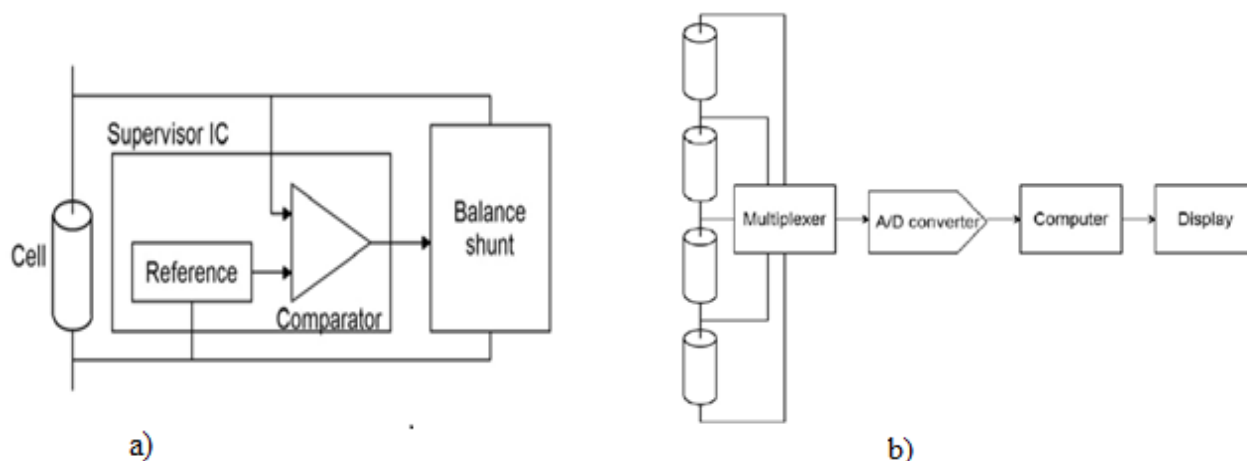 Supervisor IC
Cell
Reference
Comparator
Balance
shunt
a)
Multiplexer
A/D converter
Computer
Display
b)